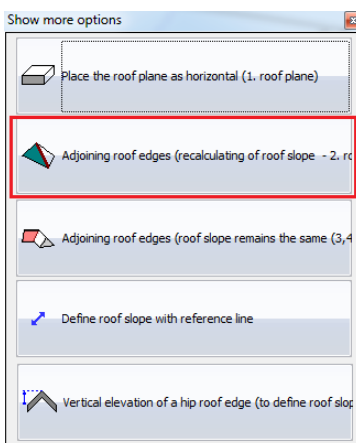 Show more options
Place the roof plane as horizontal (1. roof plane)
Adjoining roof edges (recalculating of roof slope - 2. ro
Adjoining roof edges (roof slope remains the same (3,4
Define roof slope with reference line
Vertical elevation of a hip roof edge (to define roof slop